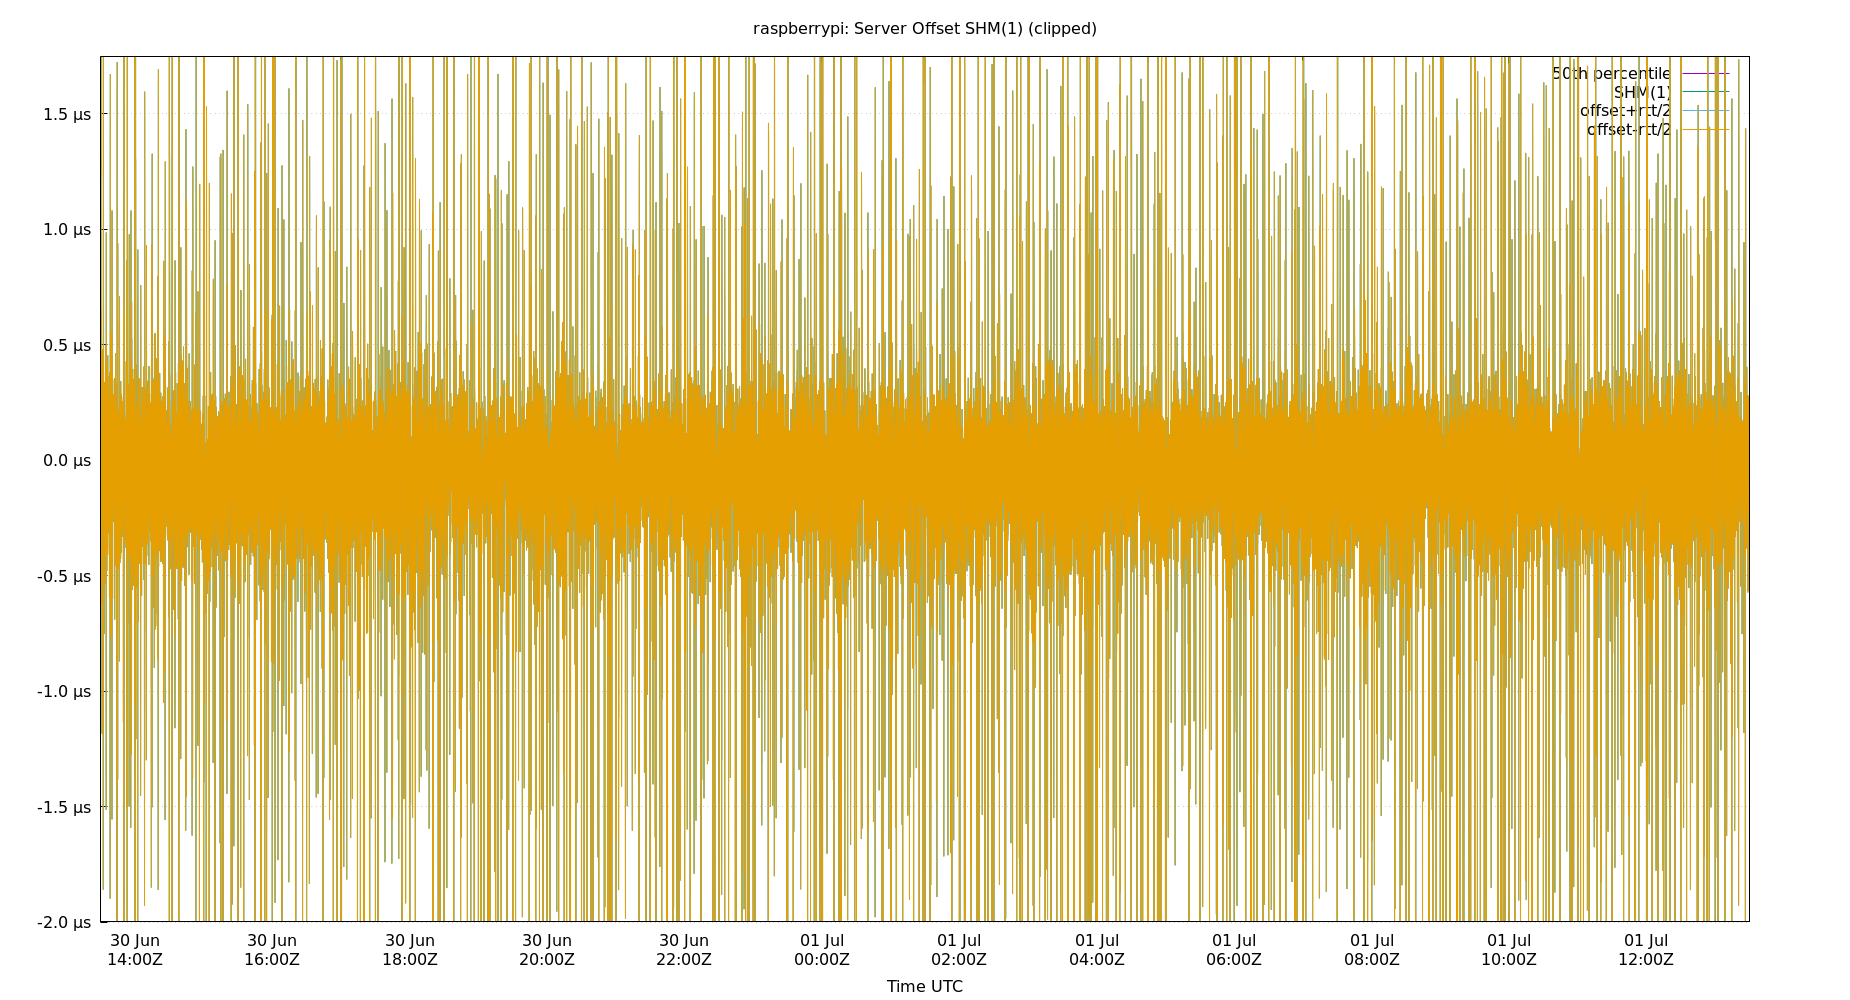 raspberrypi: Server Offset SHM(1) (clipped)
50th percentile
SHM(1)
offset+rtt/2
offset-rtt/2
1.5 µs
1.0 µs
0.5 µs
0.0 µs
-0.5 µs
-1.0 µs
-1.5 µs
-2.0 µs
30 Jun 30 Jun 30 Jun 30 Jun 30 Jun 01 Jul 01 Jul 01 Jul 01 Jul 01 Jul 01 Jul 01 Jul
14:00Z 16:00Z 18:00Z 20:00Z 22:00Z 00:00Z 02:00Z 04:00Z 06:00Z 08:00Z 10:00Z 12:00Z
Time UTC